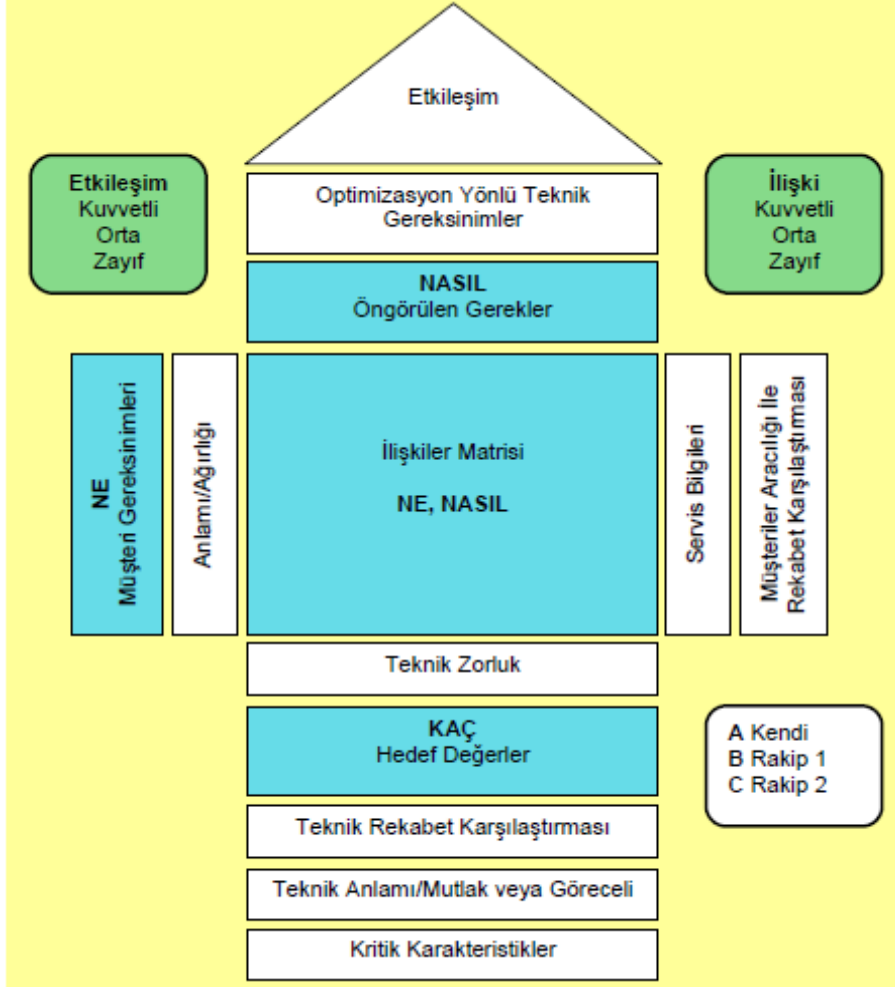 Etkileşim
Etkileşim
Kuvvetli
Orta
Zayıf
Optimizasyon Yönlü Teknik
Gereksinimler
İlişki
Kuvvetli
Orta
Zayıf
NASIL
Öngörülen Gerekler
NE
Müşteri Gereksinimleri
Anlamı/Ağırlığı
İlişkiler Matrisi
NE, NASIL
Servis Bilgileri
Müşteriler Aracılığı İle
Rekabet Karşılaştırması
Teknik Zorluk
KAÇ
Hedef Değerler
A Kendi
B Rakip 1
C Rakip 2
Teknik Rekabet Karşılaştırması
Teknik Anlamı/Mutlak veya Göreceli
Kritik Karakteristikler